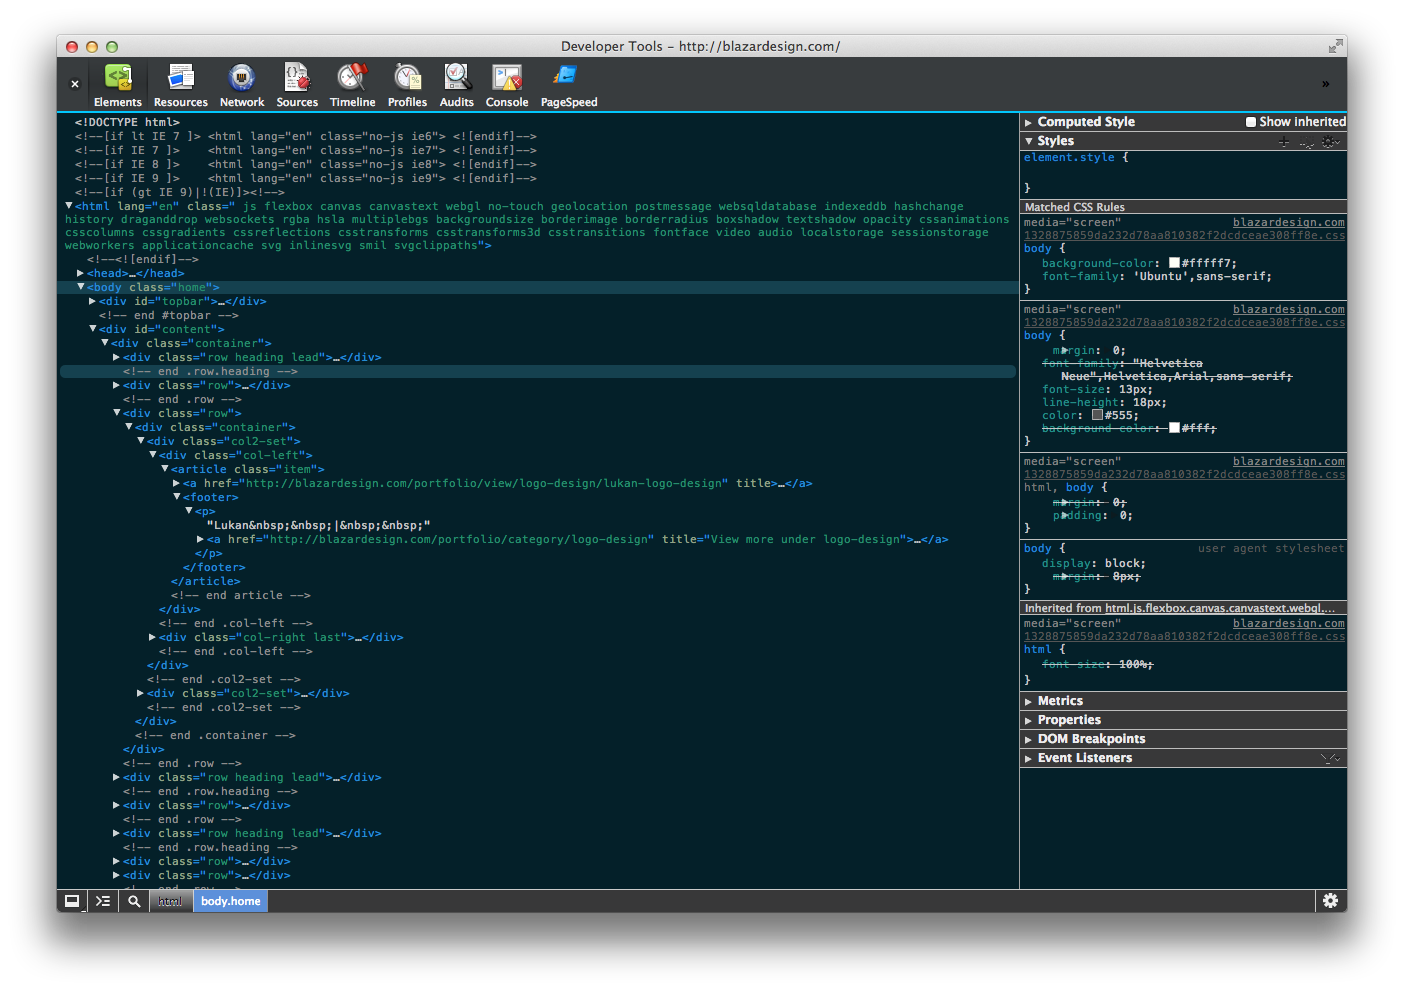 Developer Tools - http://blazardesign.com/
Elements Resources Network Sources Timeline Profiles Audits Console PageSpeed »
<!DOCTYPE html>
<!--[if lt IE 7 ]> <html lang="en" class="no-js ie6"> <![endif]-->
<!--[if IE 7 ]>    <html lang="en" class="no-js ie7"> <![endif]-->
<!--[if IE 8 ]>    <html lang="en" class="no-js ie8"> <![endif]-->
<!--[if IE 9 ]>    <html lang="en" class="no-js ie9"> <![endif]-->
<!--[if (gt IE 9)|!(IE)]><!-->
<html lang="en" class=" js flexbox canvas canvastext webgl no-touch geolocation postmessage websqldatabase indexeddb hashchange
history draganddrop websockets rgba hsla multiplebgs backgroundsize borderimage borderradius boxshadow textshadow opacity cssanimations
csscolumns cssgradients cssreflections csstransforms csstransforms3d csstransitions fontface video audio localstorage sessionstorage
webworkers applicationcache svg inlinesvg smil svgclippaths">
<!--<![endif]-->
<head>…</head>
<body class="home">
<div id="topbar">…</div>
<!-- end #topbar -->
<div id="content">
<div class="container">
<div class="row heading lead">…</div>
<!-- end .row.heading -->
<div class="row">…</div>
<!-- end .row -->
<div class="row">
<div class="container">
<div class="col2-set">
<div class="col-left">
<article class="item">
<a href="http://blazardesign.com/portfolio/view/logo-design/lukan-logo-design" title>…</a>
<footer>
<p>
"Lukan&nbsp;&nbsp;|&nbsp;&nbsp;"
<a href="http://blazardesign.com/portfolio/category/logo-design" title="View more under logo-design">…</a>
</p>
</footer>
</article>
<!-- end article -->
</div>
<!-- end .col-left -->
<div class="col-right last">…</div>
<!-- end .col-left -->
</div>
<!-- end .col2-set -->
<div class="col2-set">…</div>
<!-- end .col2-set -->
</div>
<!-- end .container -->
</div>
<!-- end .row -->
<div class="row heading lead">…</div>
<!-- end .row.heading -->
<div class="row">…</div>
<!-- end .row -->
<div class="row heading lead">…</div>
<!-- end .row.heading -->
<div class="row">…</div>
<div class="row">…</div>
<!-- end .row -->
Computed Style Show inherited
Styles
element.style {
}
Matched CSS Rules
media="screen" blazardesign.com
1328875859da232d78aa810382f2dcdceae308ff8e.css
body {
background-color: #fffff7;
font-family: 'Ubuntu',sans-serif;
}
media="screen" blazardesign.com
1328875859da232d78aa810382f2dcdceae308ff8e.css
body {
margin: 0;
font-family: "Helvetica
Neue",Helvetica,Arial,sans-serif;
font-size: 13px;
line-height: 18px;
color: #555;
background-color: #fff;
}
media="screen" blazardesign.com
1328875859da232d78aa810382f2dcdceae308ff8e.css
html, body {
margin: 0;
padding: 0;
}
body { user agent stylesheet
display: block;
margin: 8px;
}
Inherited from html.js.flexbox.canvas.canvastext.webgl.…
media="screen" blazardesign.com
1328875859da232d78aa810382f2dcdceae308ff8e.css
html {
font-size: 100%;
}
Metrics
Properties
DOM Breakpoints
Event Listeners
html body.home